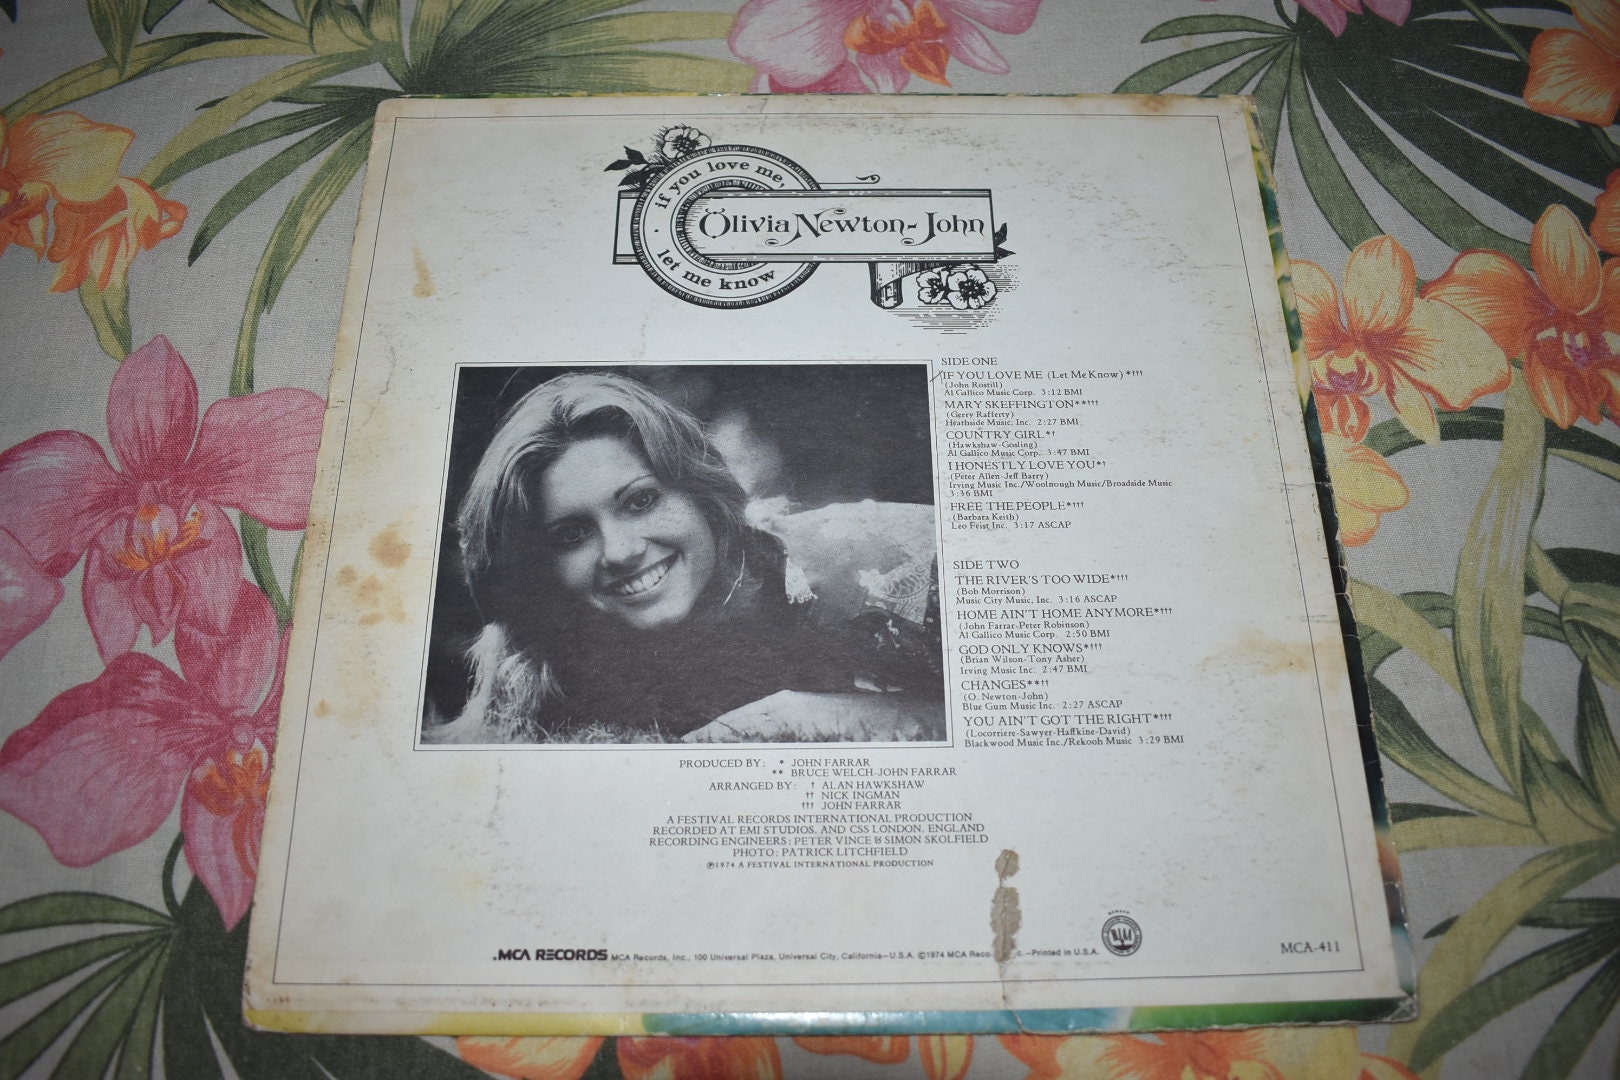 if you love me,
let me know
Olivia Newton-John
SIDE ONE
IF YOU LOVE ME (Let Me Know) *†††
(John Rostill)
Al Gallico Music Corp. 3:12 BMI
MARY SKEFFINGTON**†††
(Gerry Rafferty)
Heathside Music, Inc. 2:27 BMI
COUNTRY GIRL*†
(Hawkshaw-Gosling)
Al Gallico Music Corp. 3:47 BMI
I HONESTLY LOVE YOU*†
(Peter Allen-Jeff Barry)
Irving Music Inc./Woolnough Music/Broadside Music
3:36 BMI
FREE THE PEOPLE*†††
(Barbara Keith)
Leo Feist Inc. 3:17 ASCAP
SIDE TWO
THE RIVER'S TOO WIDE*†††
(Bob Morrison)
Music City Music, Inc. 3:16 ASCAP
HOME AIN'T HOME ANYMORE*†††
(John Farrar-Peter Robinson)
Al Gallico Music Corp. 2:50 BMI
GOD ONLY KNOWS*†††
(Brian Wilson-Tony Asher)
Irving Music Inc. 2:47 BMI
CHANGES**††
(O. Newton-John)
Blue Gum Music Inc. 2:27 ASCAP
YOU AIN'T GOT THE RIGHT*†††
(Locorriere-Sawyer-Haffkine-David)
Blackwood Music Inc./Rekooh Music 3:29 BMI
PRODUCED BY: * JOHN FARRAR
** BRUCE WELCH-JOHN FARRAR
ARRANGED BY: † ALAN HAWKSHAW
†† NICK INGMAN
††† JOHN FARRAR
A FESTIVAL RECORDS INTERNATIONAL PRODUCTION
RECORDED AT EMI STUDIOS, AND CSS LONDON, ENGLAND
RECORDING ENGINEERS: PETER VINCE & SIMON SKOLFIELD
PHOTO: PATRICK LITCHFIELD
℗1974 A FESTIVAL INTERNATIONAL PRODUCTION
.MCA RECORDS MCA Records, Inc., 100 Universal Plaza, Universal City, California—U.S.A. ©1974 MCA Reco c.—Printed in U.S.A.
MCA-411